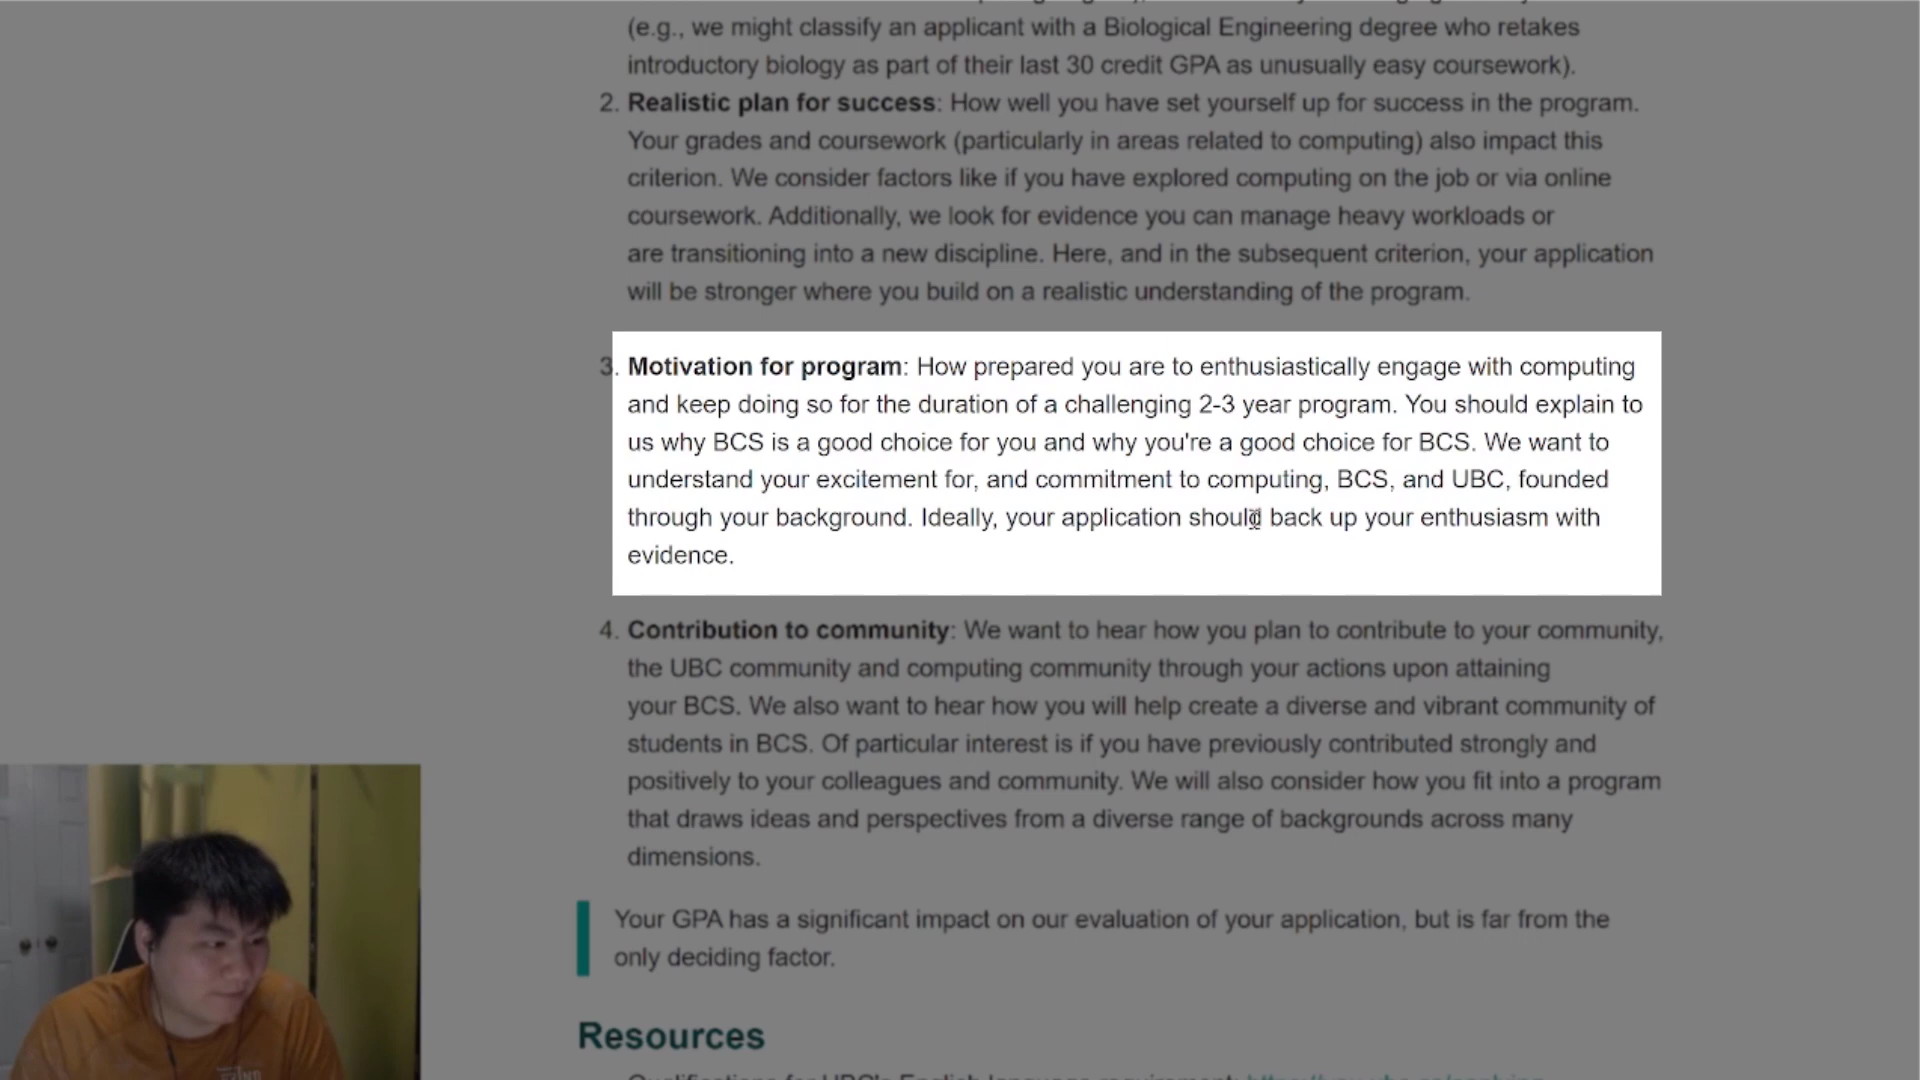 (e.g., we might classify an applicant with a Biological Engineering degree who retakes
introductory biology as part of their last 30 credit GPA as unusually easy coursework).
2. Realistic plan for success: How well you have set yourself up for success in the program.
Your grades and coursework (particularly in areas related to computing) also impact this
criterion. We consider factors like if you have explored computing on the job or via online
coursework. Additionally, we look for evidence you can manage heavy workloads or
are transitioning into a new discipline. Here, and in the subsequent criterion, your application
will be stronger where you build on a realistic understanding of the program.
3. Motivation for program: How prepared you are to enthusiastically engage with computing
and keep doing so for the duration of a challenging 2-3 year program. You should explain to
us why BCS is a good choice for you and why you're a good choice for BCS. We want to
understand your excitement for, and commitment to computing, BCS, and UBC, founded
through your background. Ideally, your application should back up your enthusiasm with
evidence.
4. Contribution to community: We want to hear how you plan to contribute to your community,
the UBC community and computing community through your actions upon attaining
your BCS. We also want to hear how you will help create a diverse and vibrant community of
students in BCS. Of particular interest is if you have previously contributed strongly and
positively to your colleagues and community. We will also consider how you fit into a program
that draws ideas and perspectives from a diverse range of backgrounds across many
dimensions.
Your GPA has a significant impact on our evaluation of your application, but is far from the
only deciding factor.
Resources